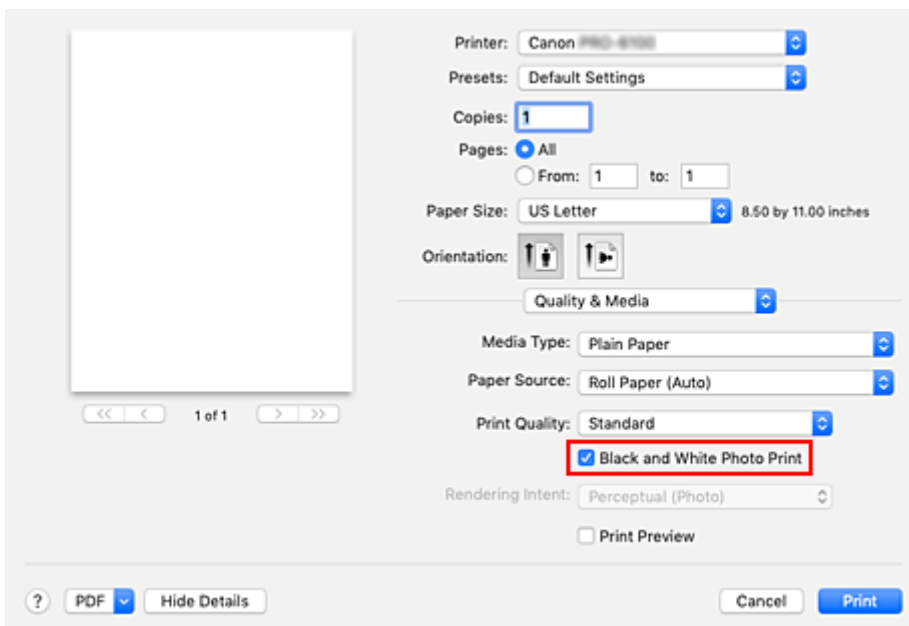 Printer: Canon
Presets: Default Settings
Copies: 1
Pages: All
From: 1 to: 1
Paper Size: US Letter 8.50 by 11.00 inches
Orientation:
Quality & Media
Media Type: Plain Paper
Paper Source: Roll Paper (Auto)
<< < 1 of 1 > >>
Print Quality: Standard
Black and White Photo Print
Rendering Intent: Perceptual (Photo)
Print Preview
? PDF Hide Details Cancel Print